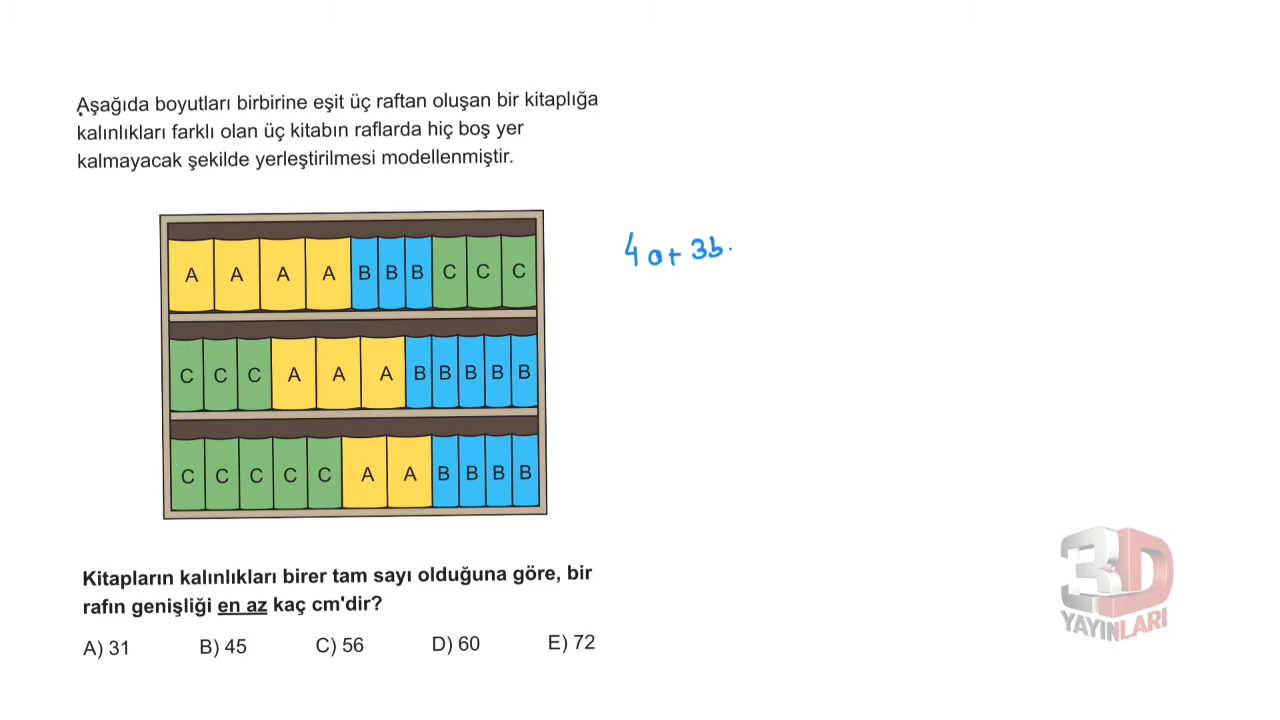 Aşağıda boyutları birbirine eşit üç raftan oluşan bir kitaplığa
kalınlıkları farklı olan üç kitabın raflarda hiç boş yer
kalmayacak şekilde yerleştirilmesi modellenmiştir.
A A A A B B B C C C
4a+3b.
C C C A A A B B B B B
C C C C C A A B B B B
Kitapların kalınlıkları birer tam sayı olduğuna göre, bir
rafın genişliği en az kaç cm'dir?
A) 31 B) 45 C) 56 D) 60 E) 72
3D
YAYINLARI